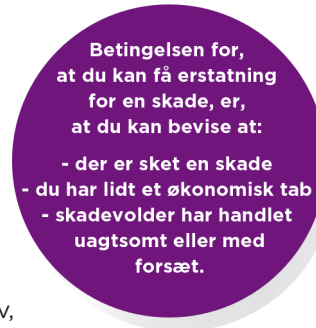 Betingelsen for,
at du kan få erstatning
for en skade, er,
at du kan bevise at:
- der er sket en skade
- du har lidt et økonomisk tab
- skadevolder har handlet
uagtsomt eller med
forsæt.
v,